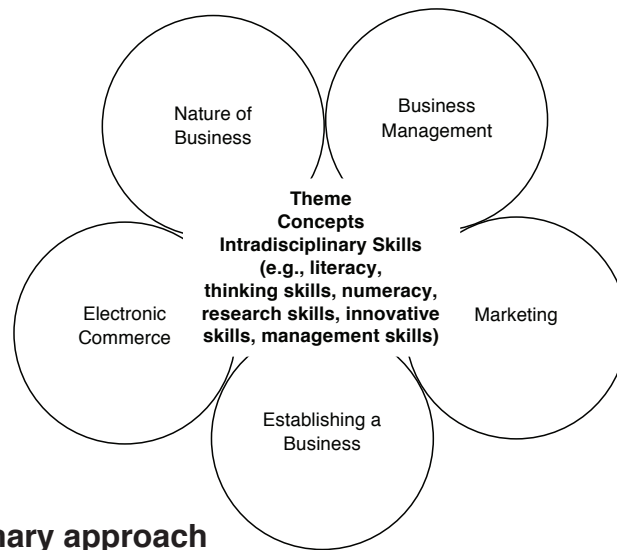 Nature of
Business
Business
Management
Theme
Concepts
Intradisciplinary Skills
(e.g., literacy,
thinking skills, numeracy,
research skills, innovative
skills, management skills)
Electronic
Commerce
Marketing
Establishing a
Business
approach